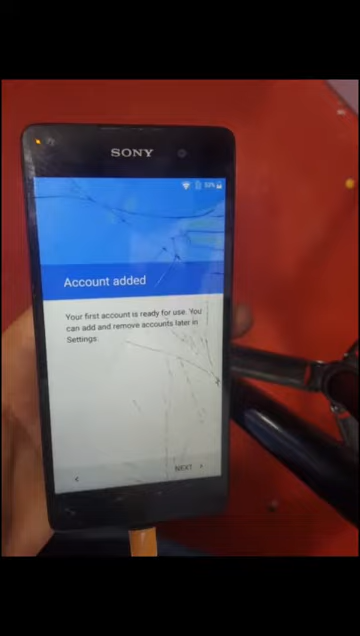 SONY
Account added
Your first account is ready for use. You
can add and remove accounts later in
Settings.
NEXT